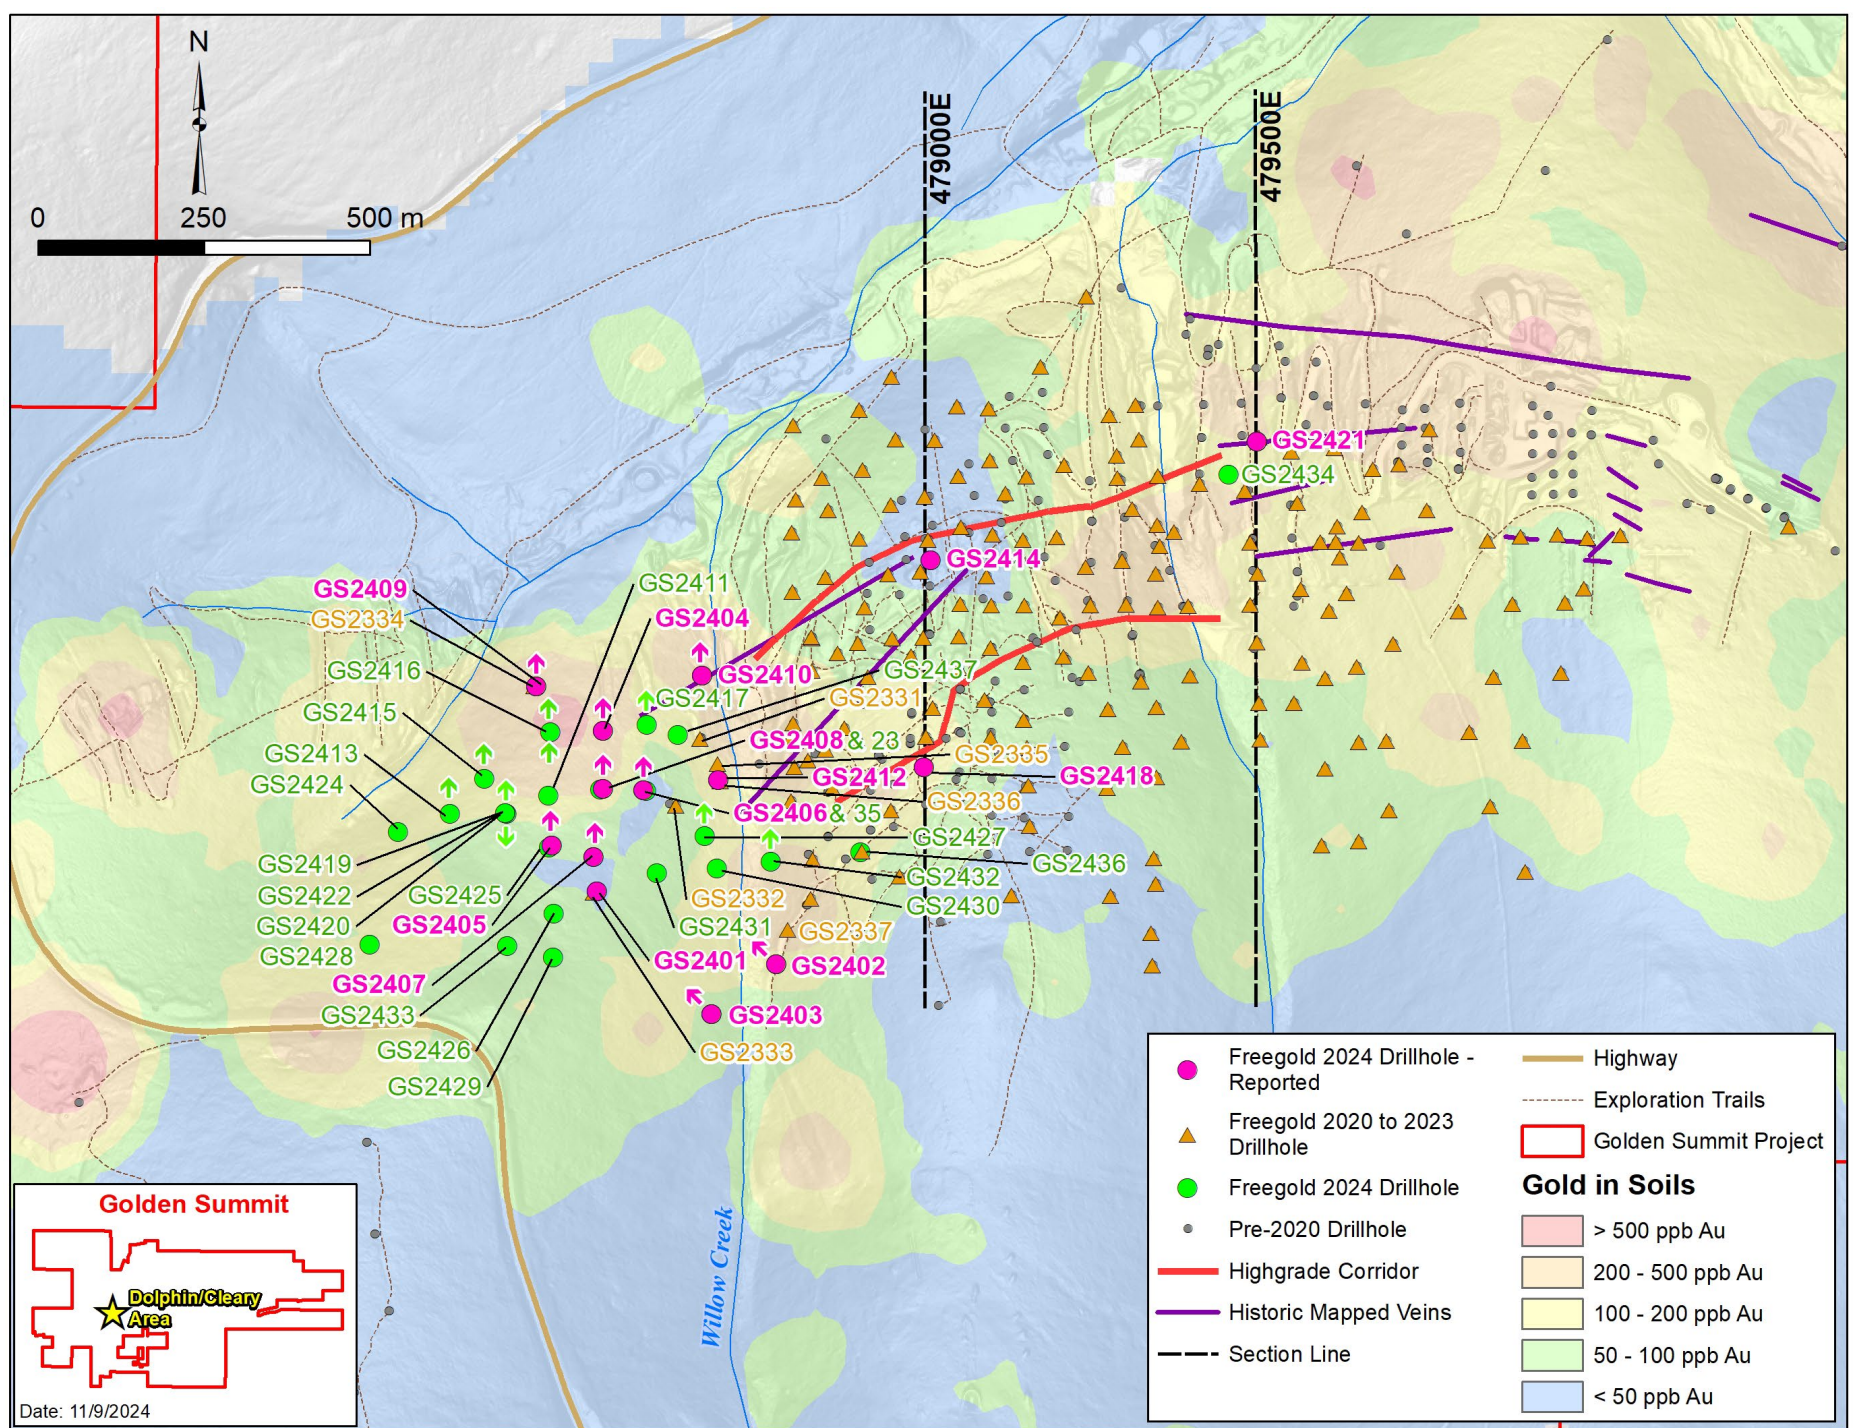 N
0 250 500 m
479000E
479500E
GS2421
GS2434
GS2414
GS2409
GS2334
GS2411
GS2404
GS2416
GS2410
GS2437
GS2417
GS2331
GS2415
GS2408 & 23
GS2413
GS2335
GS2424
GS2412
GS2418
GS2336
GS2406 & 35
GS2427
GS2419
GS2436
GS2432
GS2422
GS2425
GS2332
GS2430
GS2420
GS2405
GS2431
GS2337
GS2428
GS2401
GS2402
GS2407
GS2433
GS2403
GS2426
GS2333
GS2429
Willow Creek
Golden Summit
Dolphin/Cleary
Area
Date: 11/9/2024
Freegold 2024 Drillhole -
Reported
Freegold 2020 to 2023
Drillhole
Freegold 2024 Drillhole
Pre-2020 Drillhole
Highgrade Corridor
Historic Mapped Veins
Section Line
Highway
Exploration Trails
Golden Summit Project
Gold in Soils
> 500 ppb Au
200 - 500 ppb Au
100 - 200 ppb Au
50 - 100 ppb Au
< 50 ppb Au